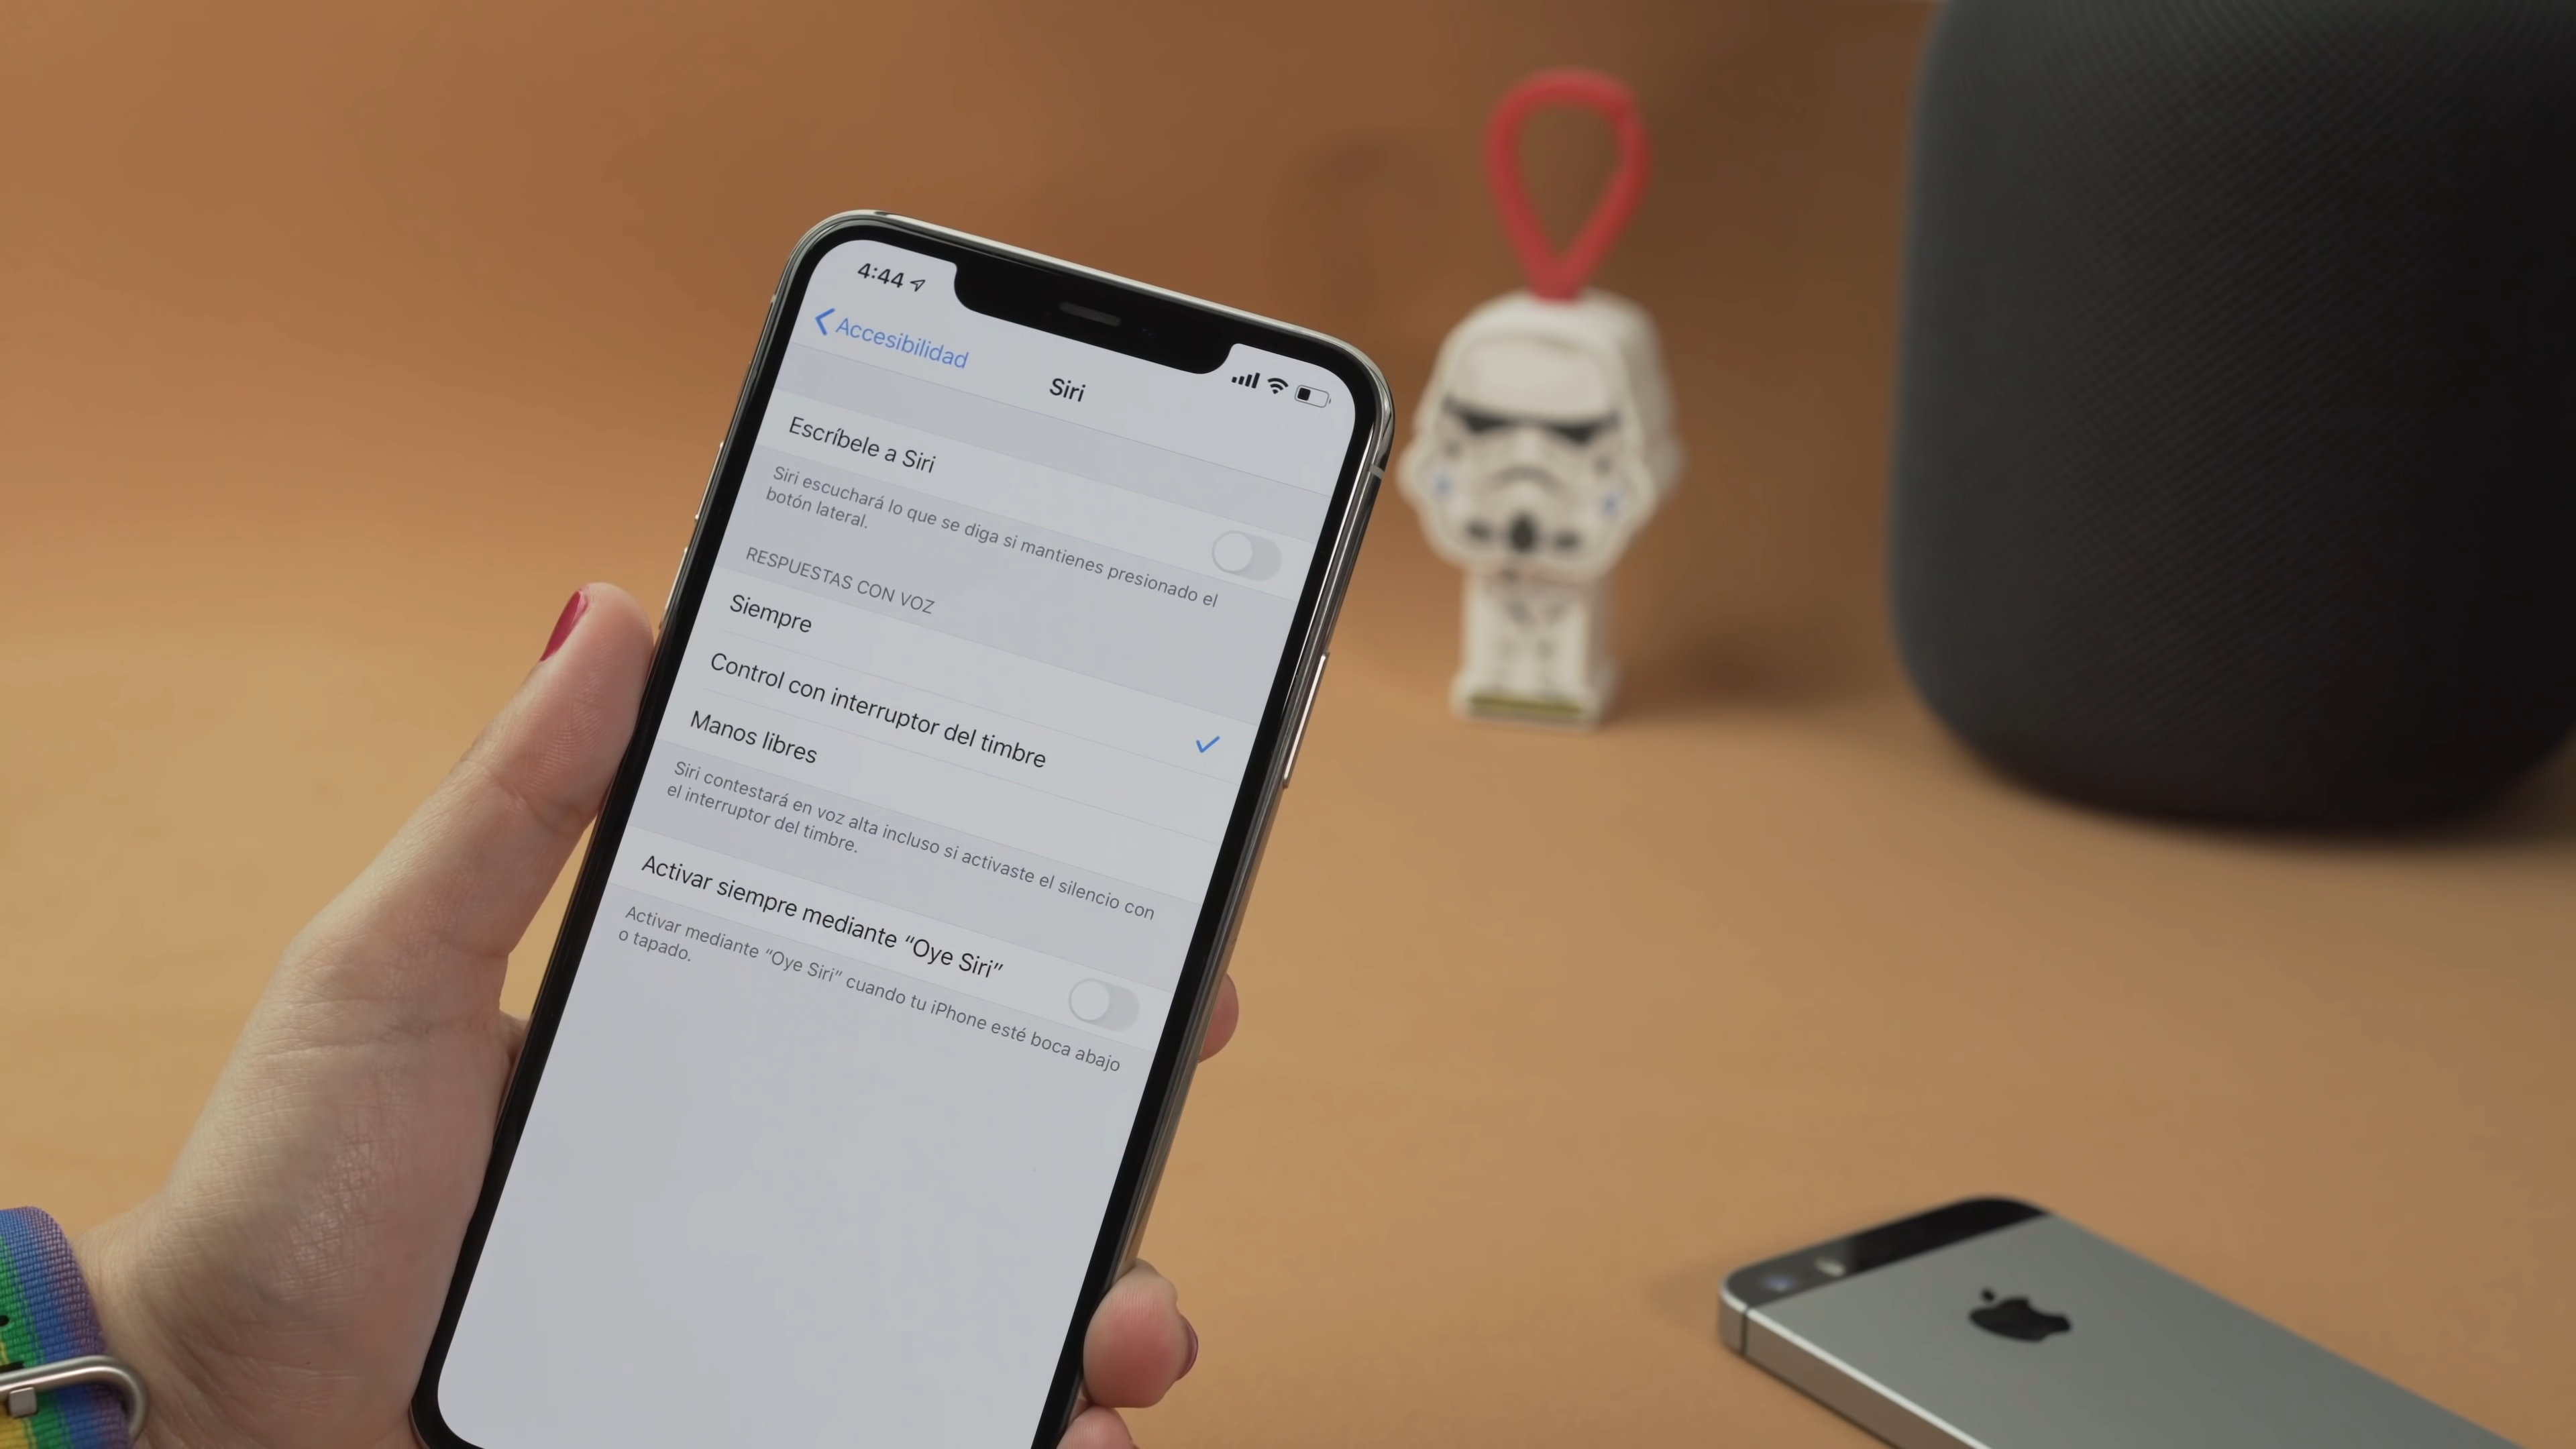 4:44
Accesibilidad
Siri
Escríbele a Siri
Siri escuchará lo que se diga si mantienes presionado el
botón lateral.
RESPUESTAS CON VOZ
Siempre
Control con interruptor del timbre
Manos libres
Siri contestará en voz alta incluso si activaste el silencio con
el interruptor del timbre.
Activar siempre mediante “Oye Siri”
Activar mediante “Oye Siri” cuando tu iPhone esté boca abajo
o tapado.